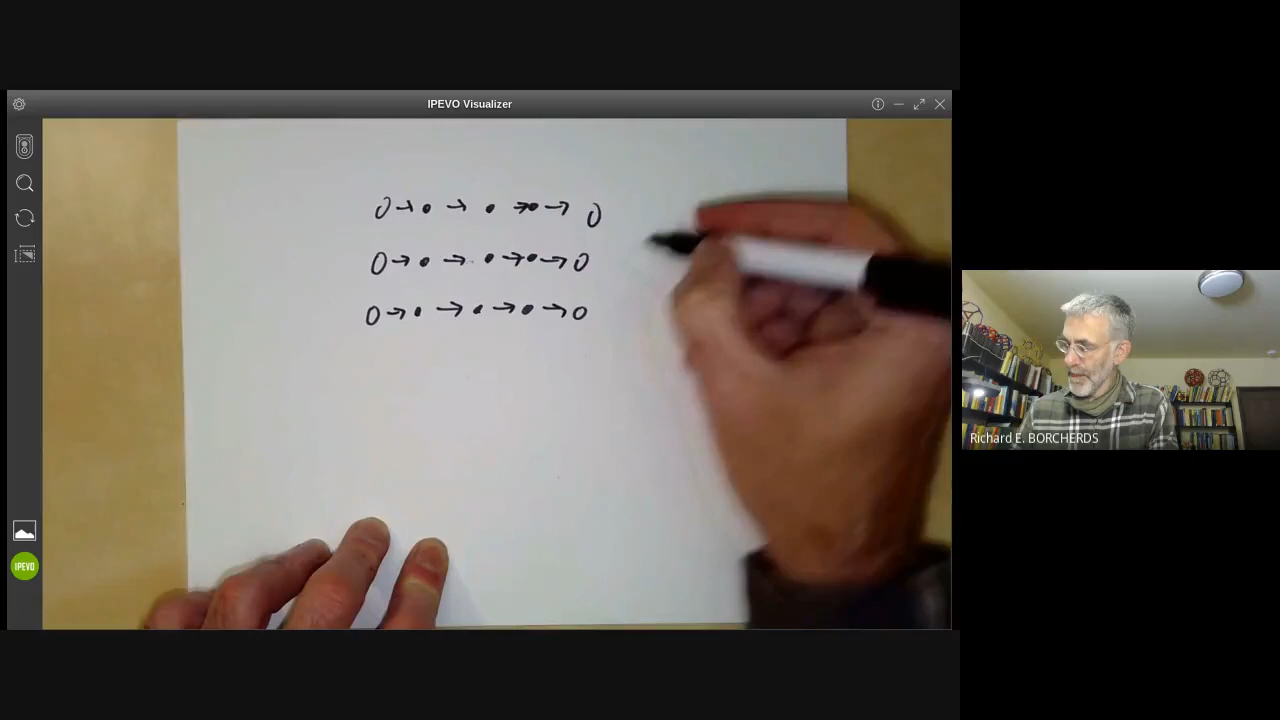 IPEVO Visualizer
0 → • → • → • → 0
0 → • → • → • → 0
0 → • → • → • → 0
IPEVO
Richard E. BORCHERDS